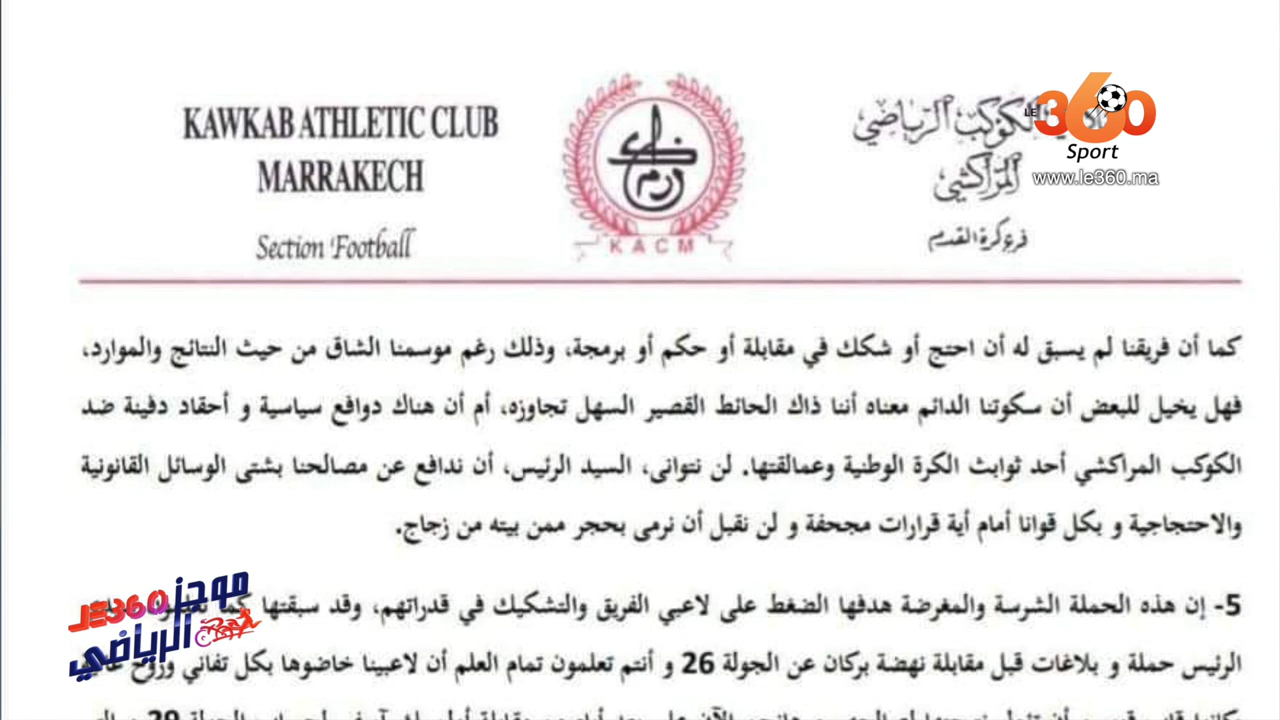 KAWKAB ATHLETIC CLUB
MARRAKECH
Section Football
KACM
الكوكب الرياضي
المراكشي
فرع كرة القدم
LE360
Sport
www.le360.ma
كما أن فريقنا لم يسبق له أن احتج أو شكك في مقابلة أو حكم أو برمجة، وذلك رغم موسمنا الشاق من حيث النتائج والموارد،
فهل يخيل للبعض أن سكوتنا الدائم معناه أننا ذاك الحائط القصير السهل تجاوزه، أم أن هناك دوافع سياسية و أحقاد دفينة ضد
الكوكب المراكشي أحد ثوابث الكرة الوطنية وعمالقتها. لن نتوانى، السيد الرئيس، أن ندافع عن مصالحنا بشتى الوسائل القانونية
والاحتجاجية و بكل قوانا أمام أية قرارات مجحفة و لن نقبل أن نرمى بحجر ممن بيته من زجاج.
5- إن هذه الحملة الشرسة والمغرضة هدفها الضغط على لاعبي الفريق والتشكيك في قدراتهم، وقد سبقتها كما
الرئيس حملة و بلاغات قبل مقابلة نهضة بركان عن الجولة 26 و أنتم تعلمون تمام العلم أن لاعبينا خاضوها بكل تفاني وروح
موجز
LE360
الرياضي